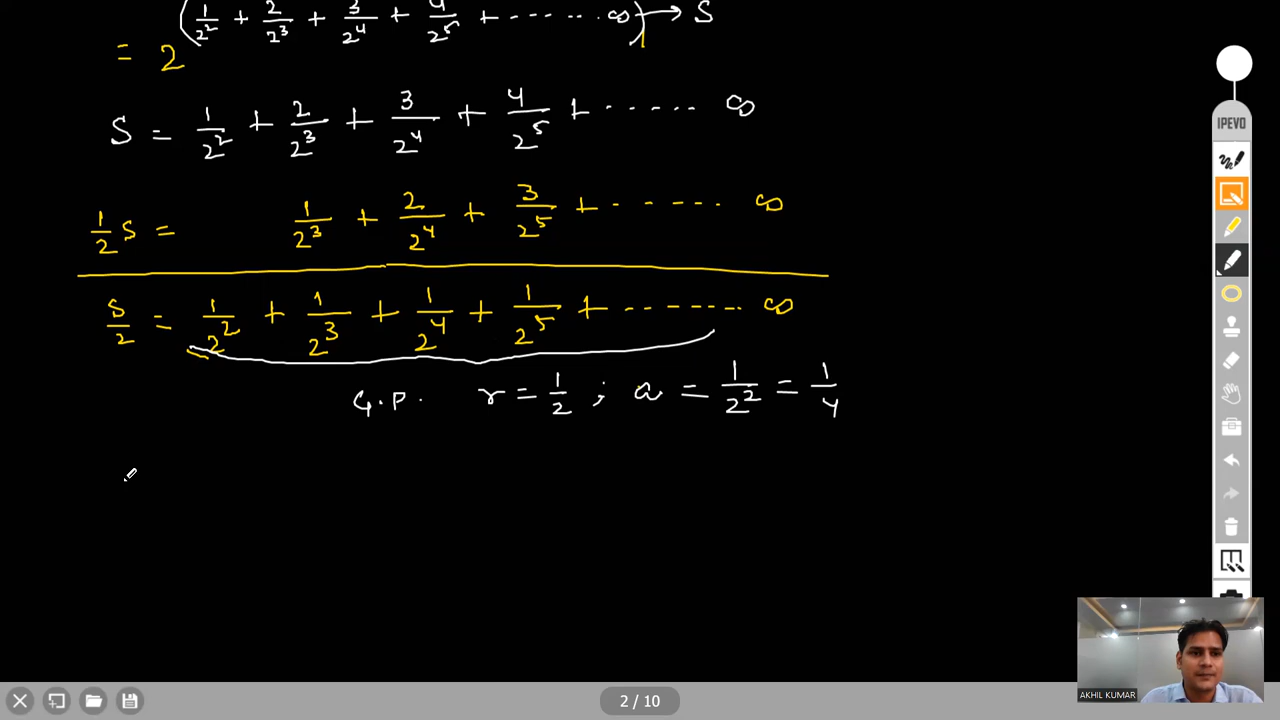 (1/2² + 2/2³ + 3/2⁴ + 4/2⁵ + ....... ∞) → S
= 2
S = 1/2² + 2/2³ + 3/2⁴ + 4/2⁵ + ...... ∞
1/2 S = 1/2³ + 2/2⁴ + 3/2⁵ + ...... ∞
S/2 = 1/2² + 1/2³ + 1/2⁴ + 1/2⁵ + ....... ∞
G.P. r = 1/2 ; a = 1/2² = 1/4
IPEVO
AKHIL KUMAR
2 / 10